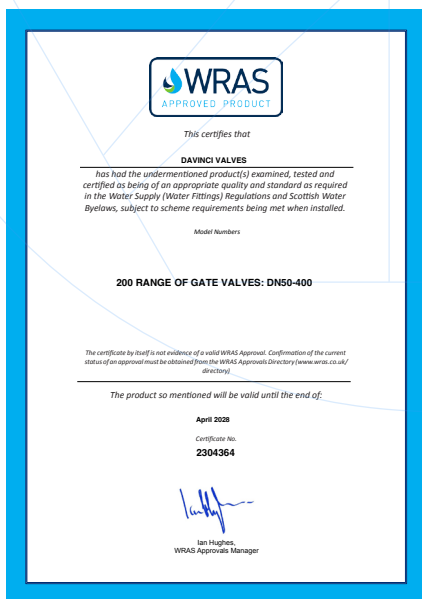 WRAS
APPROVED PRODUCT
This certifies that
DAVINCI VALVES
has had the undermentioned product(s) examined, tested and
certified as being of an appropriate quality and standard as required
in the Water Supply (Water Fittings) Regulations and Scottish Water
Byelaws, subject to scheme requirements being met when installed.
Model Numbers
200 RANGE OF GATE VALVES: DN50-400
The certificate by itself is not evidence of a valid WRAS Approval. Confirmation of the current
status of an approval must be obtained from the WRAS Approvals Directory (www.wras.co.uk/
directory)
The product so mentioned will be valid until the end of:
April 2028
Certificate No.
2304364
Ian Hughes,
WRAS Approvals Manager